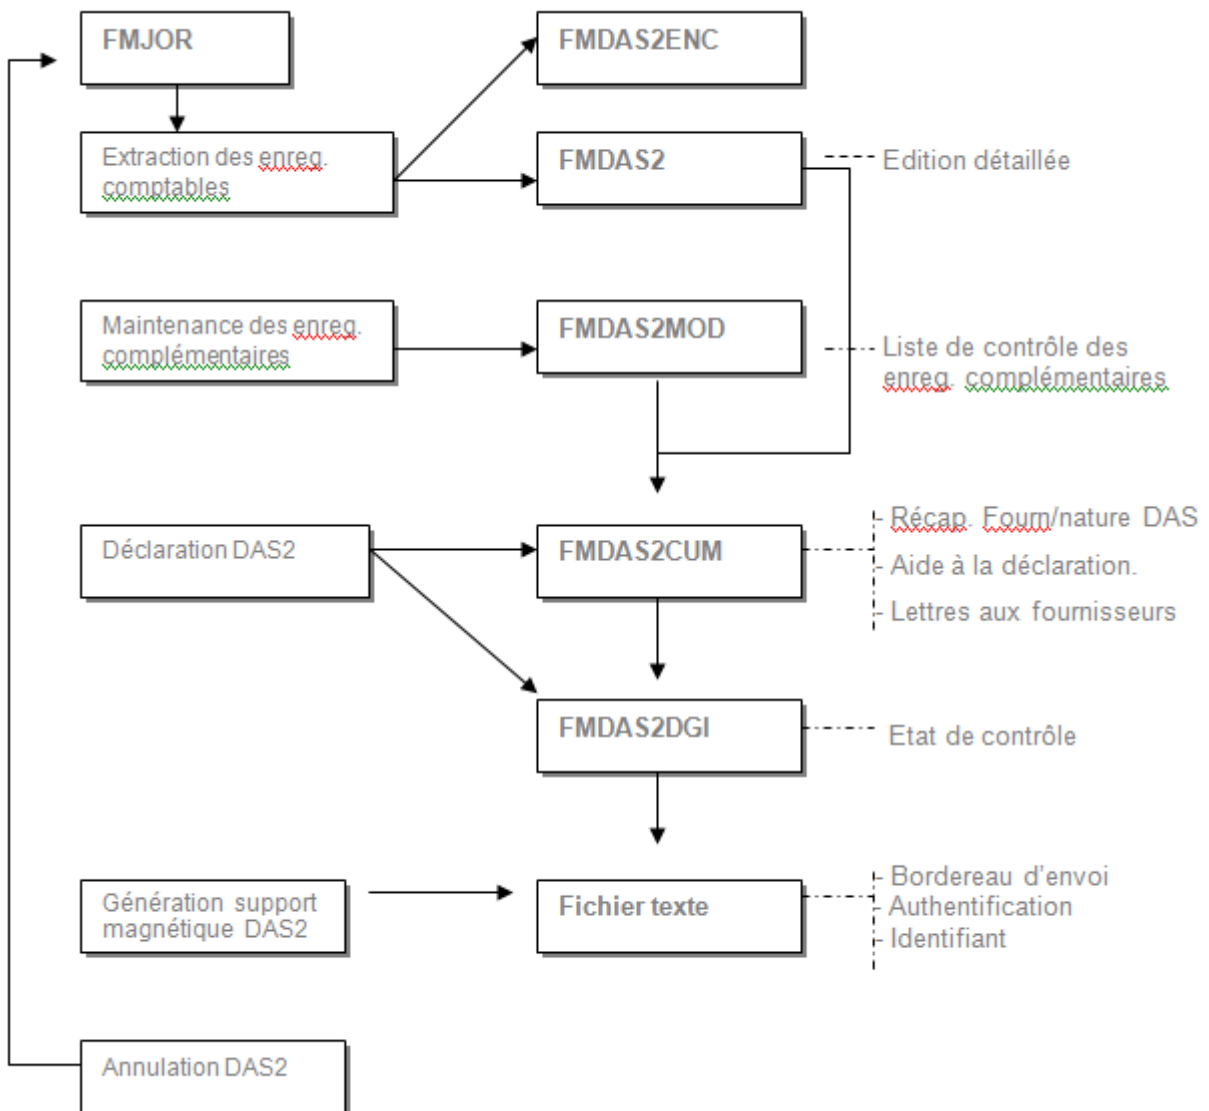 FMJOR
FMDAS2ENC
Extraction des enreg.
comptables
FMDAS2
Edition détaillée
Maintenance des enreg.
complémentaires
FMDAS2MOD
Liste de contrôle des
enreg. complémentaires
Déclaration DAS2
FMDAS2CUM
- Récap. Fourn/nature DAS
- Aide à la déclaration.
- Lettres aux fournisseurs
FMDAS2DGI
Etat de contrôle
Génération support
magnétique DAS2
Fichier texte
- Bordereau d'envoi
- Authentification
- Identifiant
Annulation DAS2